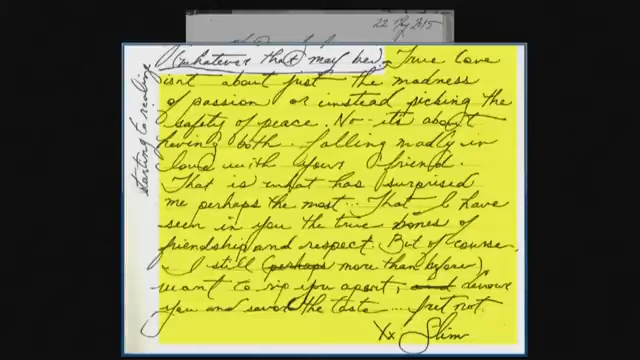 22 May 2015
(whatever that may be). True love
isnt about just the madness
of passion or instead picking the
safety of peace. No - it's about
having both.. falling madly in
love with your friend.
That is what has surprised
me perhaps the most... That I have
seen in you the true bones of
friendship and respect. But of course,
I still (perhaps more than before)
want to rip you apart, and devour
you and savor the taste... fret not.
Xx Slim
starting to realize